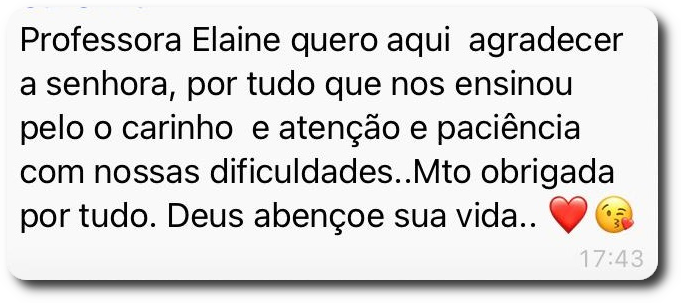 Professora Elaine quero aqui  agradecer
a senhora, por tudo que nos ensinou
pelo o carinho  e atenção e paciência
com nossas dificuldades..Mto obrigada
por tudo. Deus abençoe sua vida.. ❤️😘
17:43